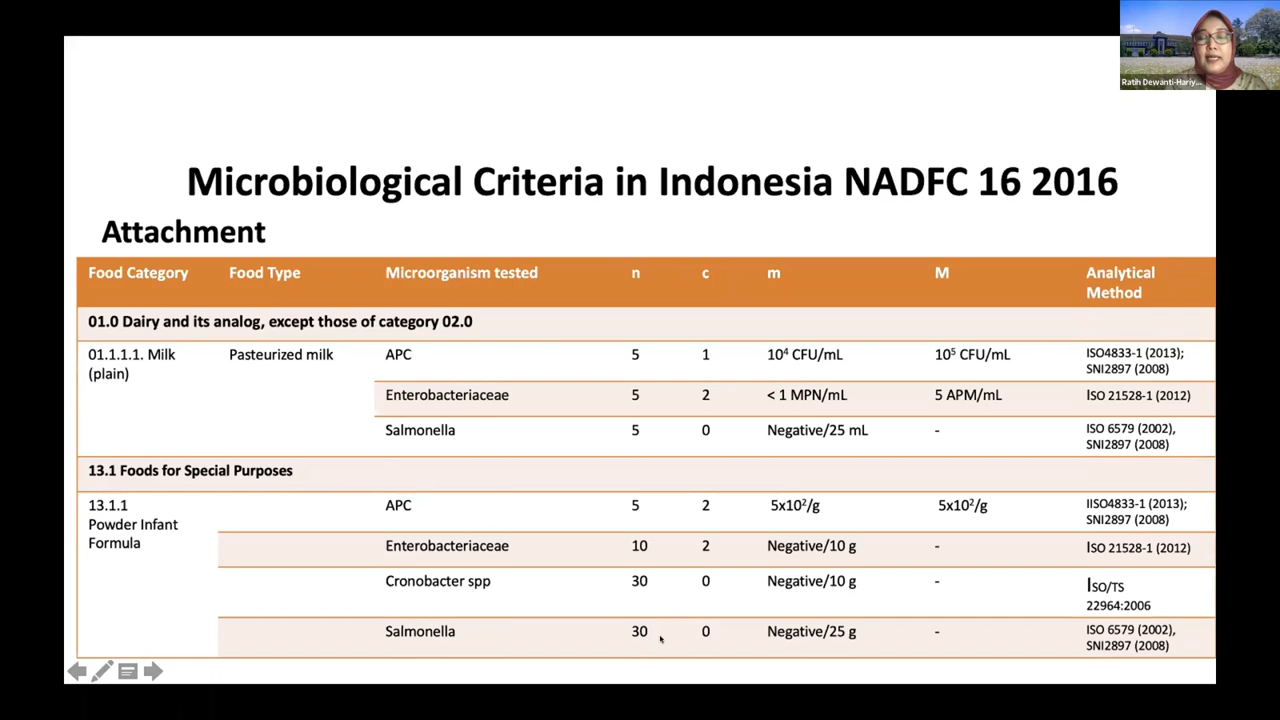 Ratih Dewanti-Hariy...
Microbiological Criteria in Indonesia NADFC 16 2016
Attachment
Food Category Food Type Microorganism tested n c m M Analytical
Method
01.0 Dairy and its analog, except those of category 02.0
01.1.1.1. Milk Pasteurized milk APC 5 1 10⁴ CFU/mL 10⁵ CFU/mL ISO4833-1 (2013);
(plain) SNI2897 (2008)
Enterobacteriaceae 5 2 < 1 MPN/mL 5 APM/mL ISO 21528-1 (2012)
Salmonella 5 0 Negative/25 mL - ISO 6579 (2002),
SNI2897 (2008)
13.1 Foods for Special Purposes
13.1.1 APC 5 2 5x10²/g 5x10²/g IISO4833-1 (2013);
Powder Infant SNI2897 (2008)
Formula Enterobacteriaceae 10 2 Negative/10 g - ISO 21528-1 (2012)
Cronobacter spp 30 0 Negative/10 g - ISO/TS
22964:2006
Salmonella 30 0 Negative/25 g - ISO 6579 (2002),
SNI2897 (2008)